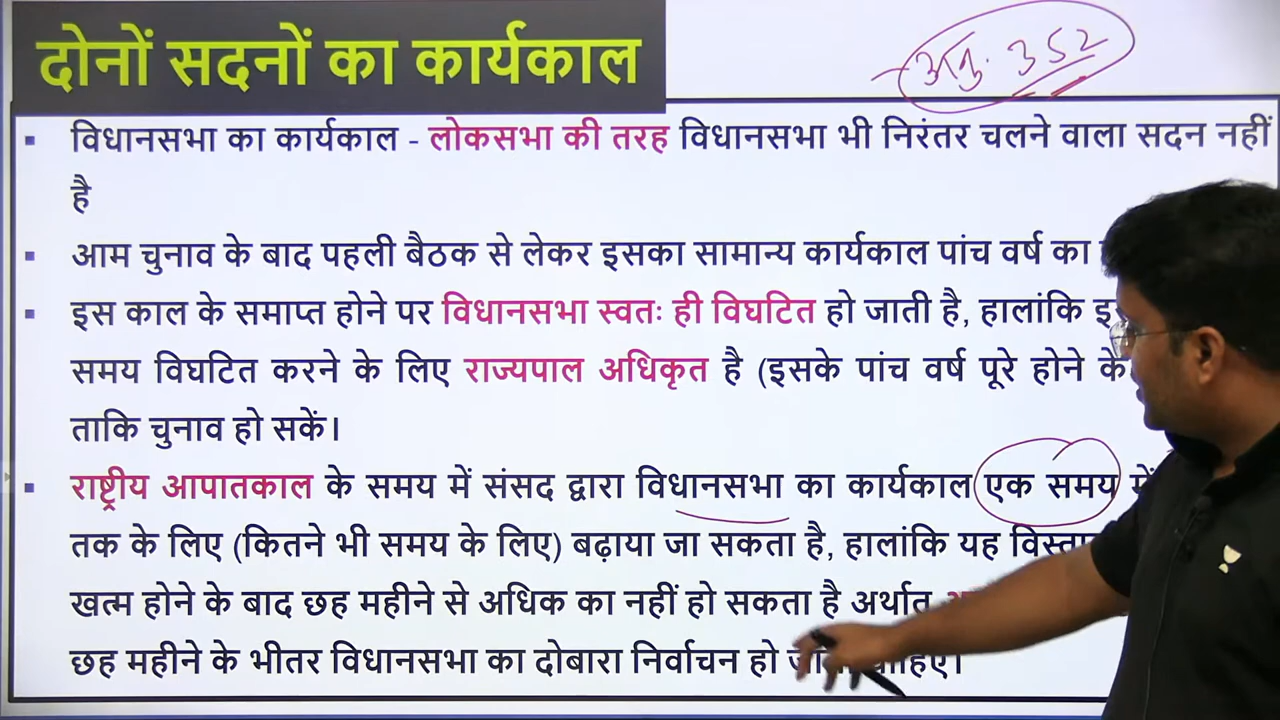 दोनों सदनों का कार्यकाल
अनु. 352
विधानसभा का कार्यकाल - लोकसभा की तरह विधानसभा भी निरंतर चलने वाला सदन नहीं
है
आम चुनाव के बाद पहली बैठक से लेकर इसका सामान्य कार्यकाल पांच वर्ष का
इस काल के समाप्त होने पर विधानसभा स्वतः ही विघटित हो जाती है, हालांकि
समय विघटित करने के लिए राज्यपाल अधिकृत है (इसके पांच वर्ष पूरे होने के
ताकि चुनाव हो सकें।
राष्ट्रीय आपातकाल के समय में संसद द्वारा विधानसभा का कार्यकाल एक समय में
तक के लिए (कितने भी समय के लिए) बढ़ाया जा सकता है, हालांकि यह
खत्म होने के बाद छह महीने से अधिक का नहीं हो सकता है अर्थात
छह महीने के भीतर विधानसभा का दोबारा निर्वाचन हो